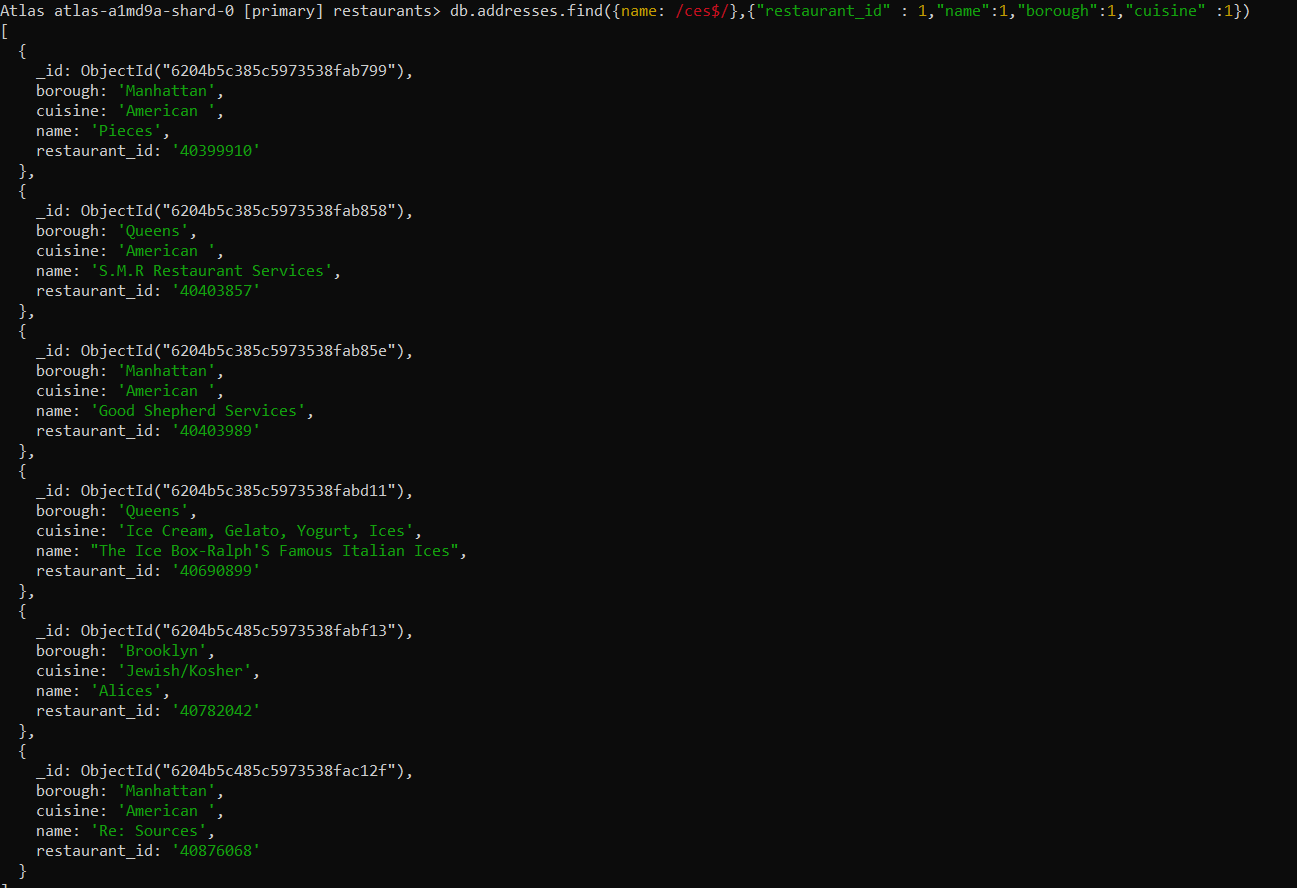 Atlas atlas-a1md9a-shard-0 [primary] restaurants> db.addresses.find({name: /ces$/},{"restaurant_id" : 1,"name":1,"borough":1,"cuisine" :1})
[
  {
    _id: ObjectId("6204b5c385c5973538fab799"),
    borough: 'Manhattan',
    cuisine: 'American ',
    name: 'Pieces',
    restaurant_id: '40399910'
  },
  {
    _id: ObjectId("6204b5c385c5973538fab858"),
    borough: 'Queens',
    cuisine: 'American ',
    name: 'S.M.R Restaurant Services',
    restaurant_id: '40403857'
  },
  {
    _id: ObjectId("6204b5c385c5973538fab85e"),
    borough: 'Manhattan',
    cuisine: 'American ',
    name: 'Good Shepherd Services',
    restaurant_id: '40403989'
  },
  {
    _id: ObjectId("6204b5c385c5973538fabd11"),
    borough: 'Queens',
    cuisine: 'Ice Cream, Gelato, Yogurt, Ices',
    name: "The Ice Box-Ralph'S Famous Italian Ices",
    restaurant_id: '40690899'
  },
  {
    _id: ObjectId("6204b5c485c5973538fabf13"),
    borough: 'Brooklyn',
    cuisine: 'Jewish/Kosher',
    name: 'Alices',
    restaurant_id: '40782042'
  },
  {
    _id: ObjectId("6204b5c485c5973538fac12f"),
    borough: 'Manhattan',
    cuisine: 'American ',
    name: 'Re: Sources',
    restaurant_id: '40876068'
  }
]